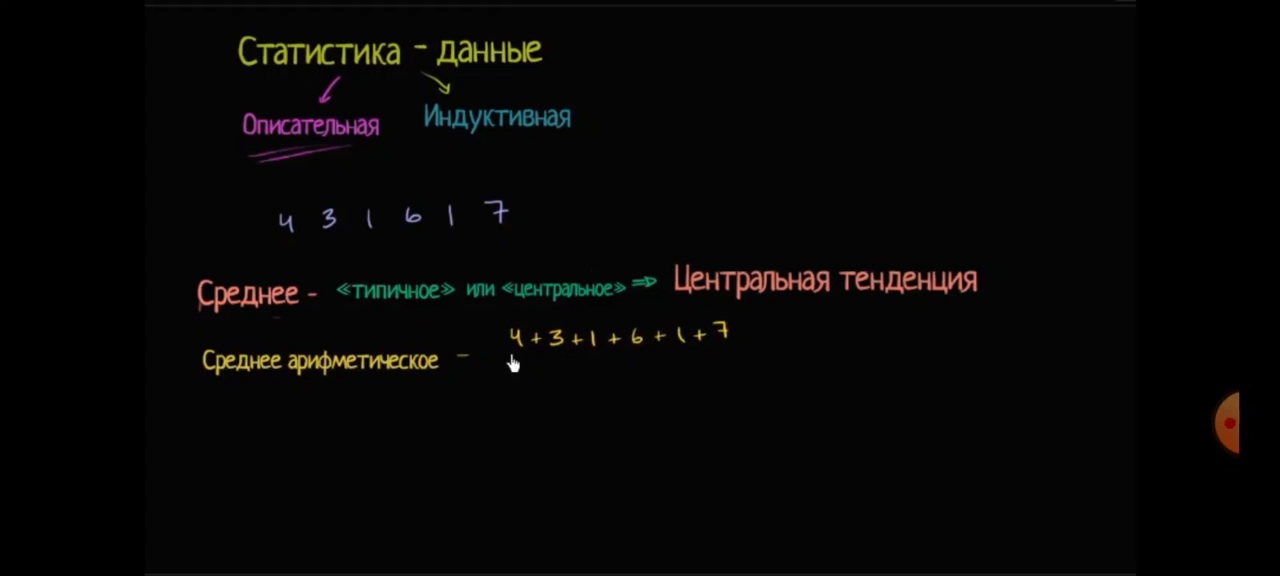 Статистика - данные
Описательная Индуктивная
4 3 1 6 1 7
Среднее - «типичное» или «центральное» ⇒ Центральная тенденция
4 + 3 + 1 + 6 + 1 + 7
Среднее арифметическое -